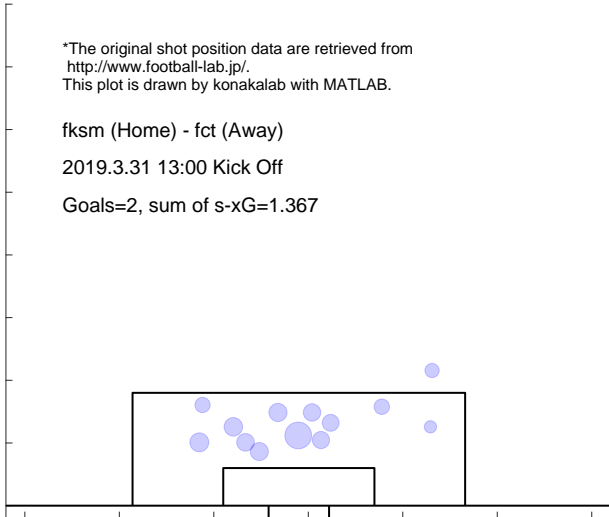 *The original shot position data are retrieved from
http://www.football-lab.jp/.
This plot is drawn by konakalab with MATLAB.
fksm (Home) - fct (Away)
2019.3.31 13:00 Kick Off
Goals=2, sum of s-xG=1.367